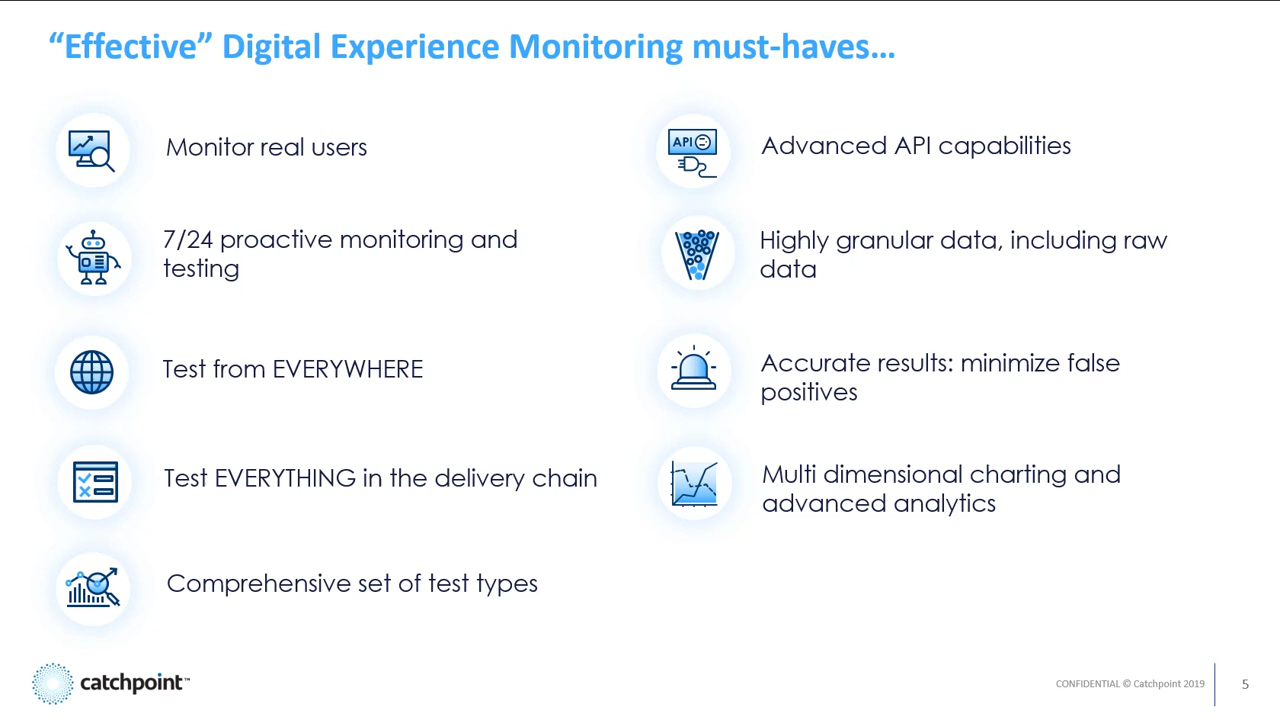 “Effective” Digital Experience Monitoring must-haves...
Monitor real users
7/24 proactive monitoring and
testing
Test from EVERYWHERE
Test EVERYTHING in the delivery chain
Comprehensive set of test types
API
Advanced API capabilities
Highly granular data, including raw
data
Accurate results: minimize false
positives
Multi dimensional charting and
advanced analytics
catchpoint™
CONFIDENTIAL © Catchpoint 2019
5